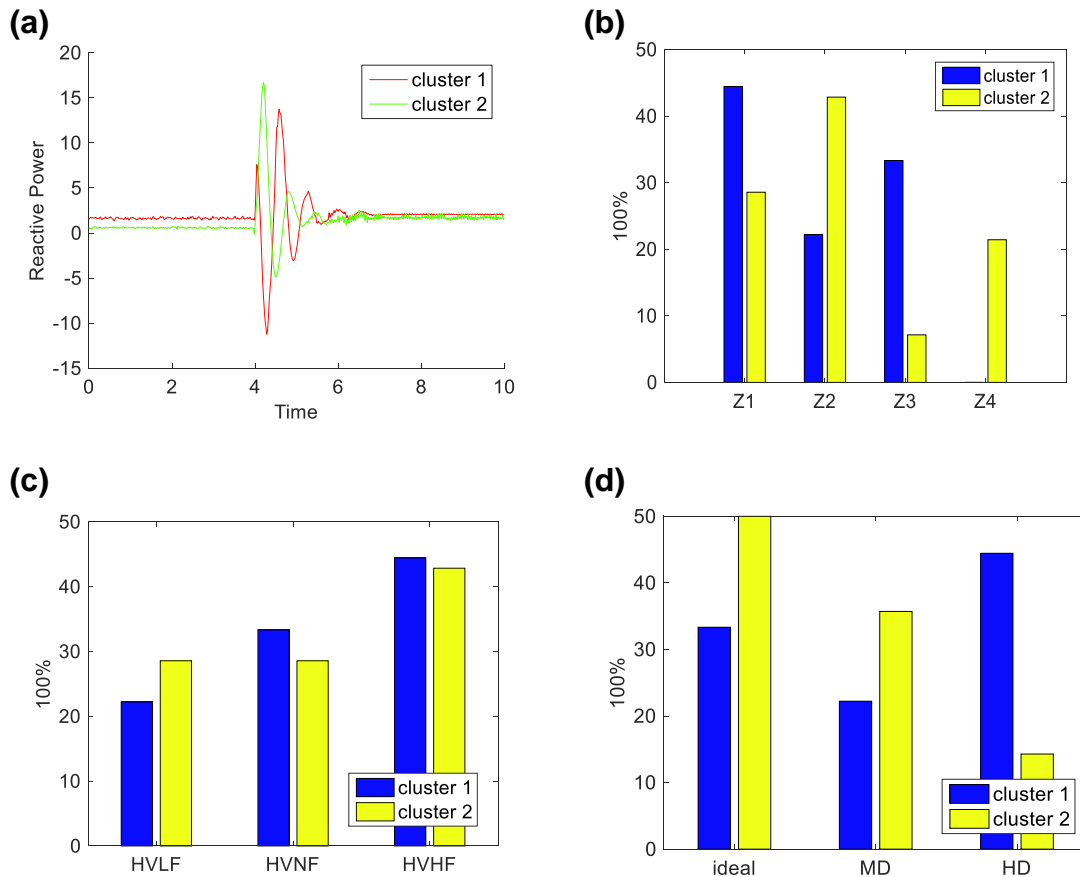 (a)
20
15
10
5
0
-5
-10
-15
Reactive Power
0 2 4 6 8 10
Time
cluster 1
cluster 2
(b)
50
40
30
20
10
0
100%
Z1 Z2 Z3 Z4
cluster 1
cluster 2
(c)
50
40
30
20
10
0
100%
HVLF HVNF HVHF
cluster 1
cluster 2
(d)
50
40
30
20
10
0
100%
ideal MD HD
cluster 1
cluster 2